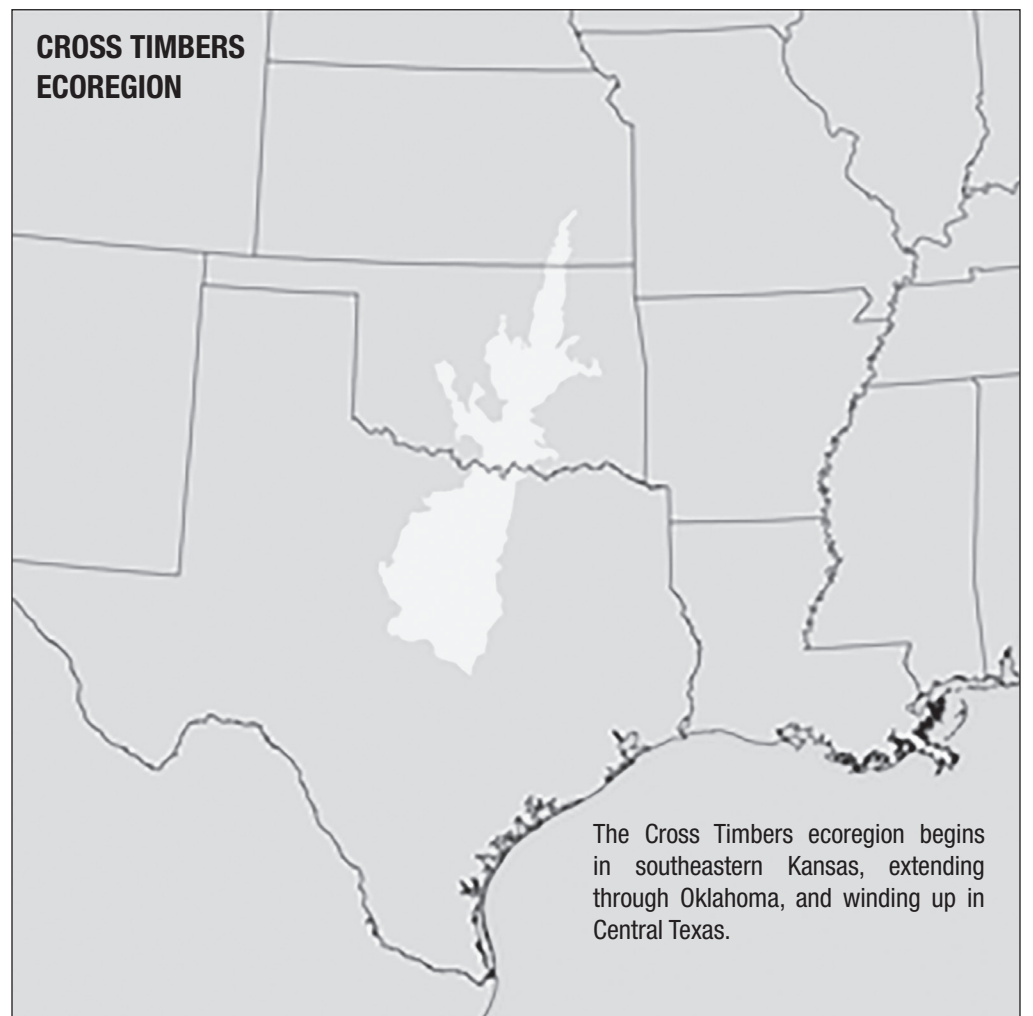 CROSS TIMBERS
ECOREGION
The Cross Timbers ecoregion begins
in southeastern Kansas, extending
through Oklahoma, and winding up in
Central Texas.